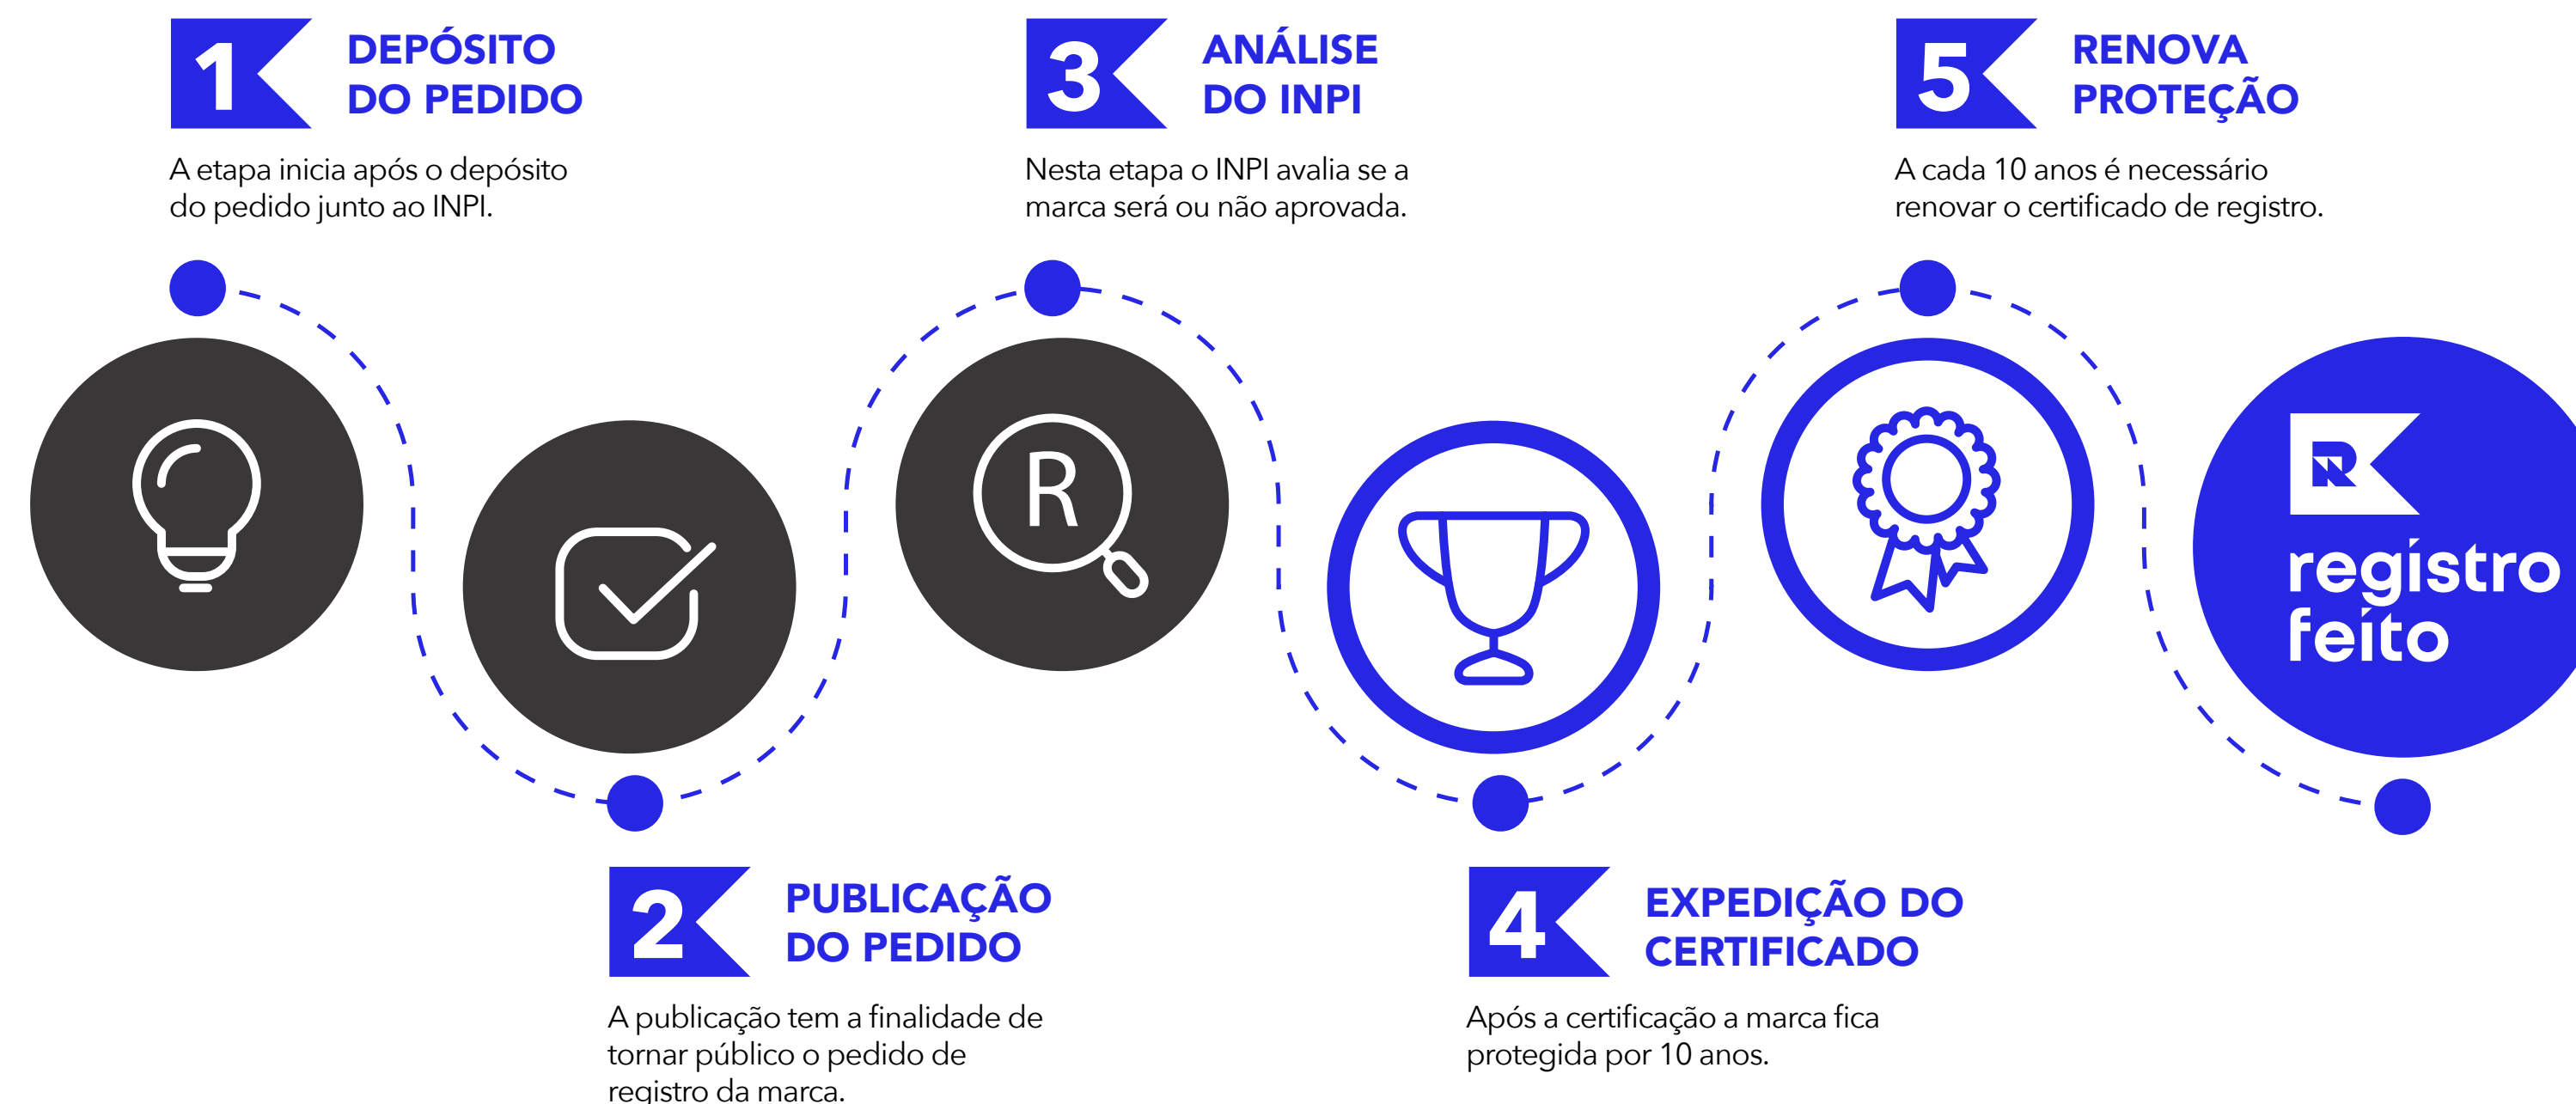 1
DEPÓSITO
DO PEDIDO
A etapa inicia após o depósito
do pedido junto ao INPI.
3
ANÁLISE
DO INPI
Nesta etapa o INPI avalia se a
marca será ou não aprovada.
5
RENOVA
PROTEÇÃO
A cada 10 anos é necessário
renovar o certificado de registro.
R
R
registro
feito
2
PUBLICAÇÃO
DO PEDIDO
A publicação tem a finalidade de
tornar público o pedido de
registro da marca.
4
EXPEDIÇÃO DO
CERTIFICADO
Após a certificação a marca fica
protegida por 10 anos.